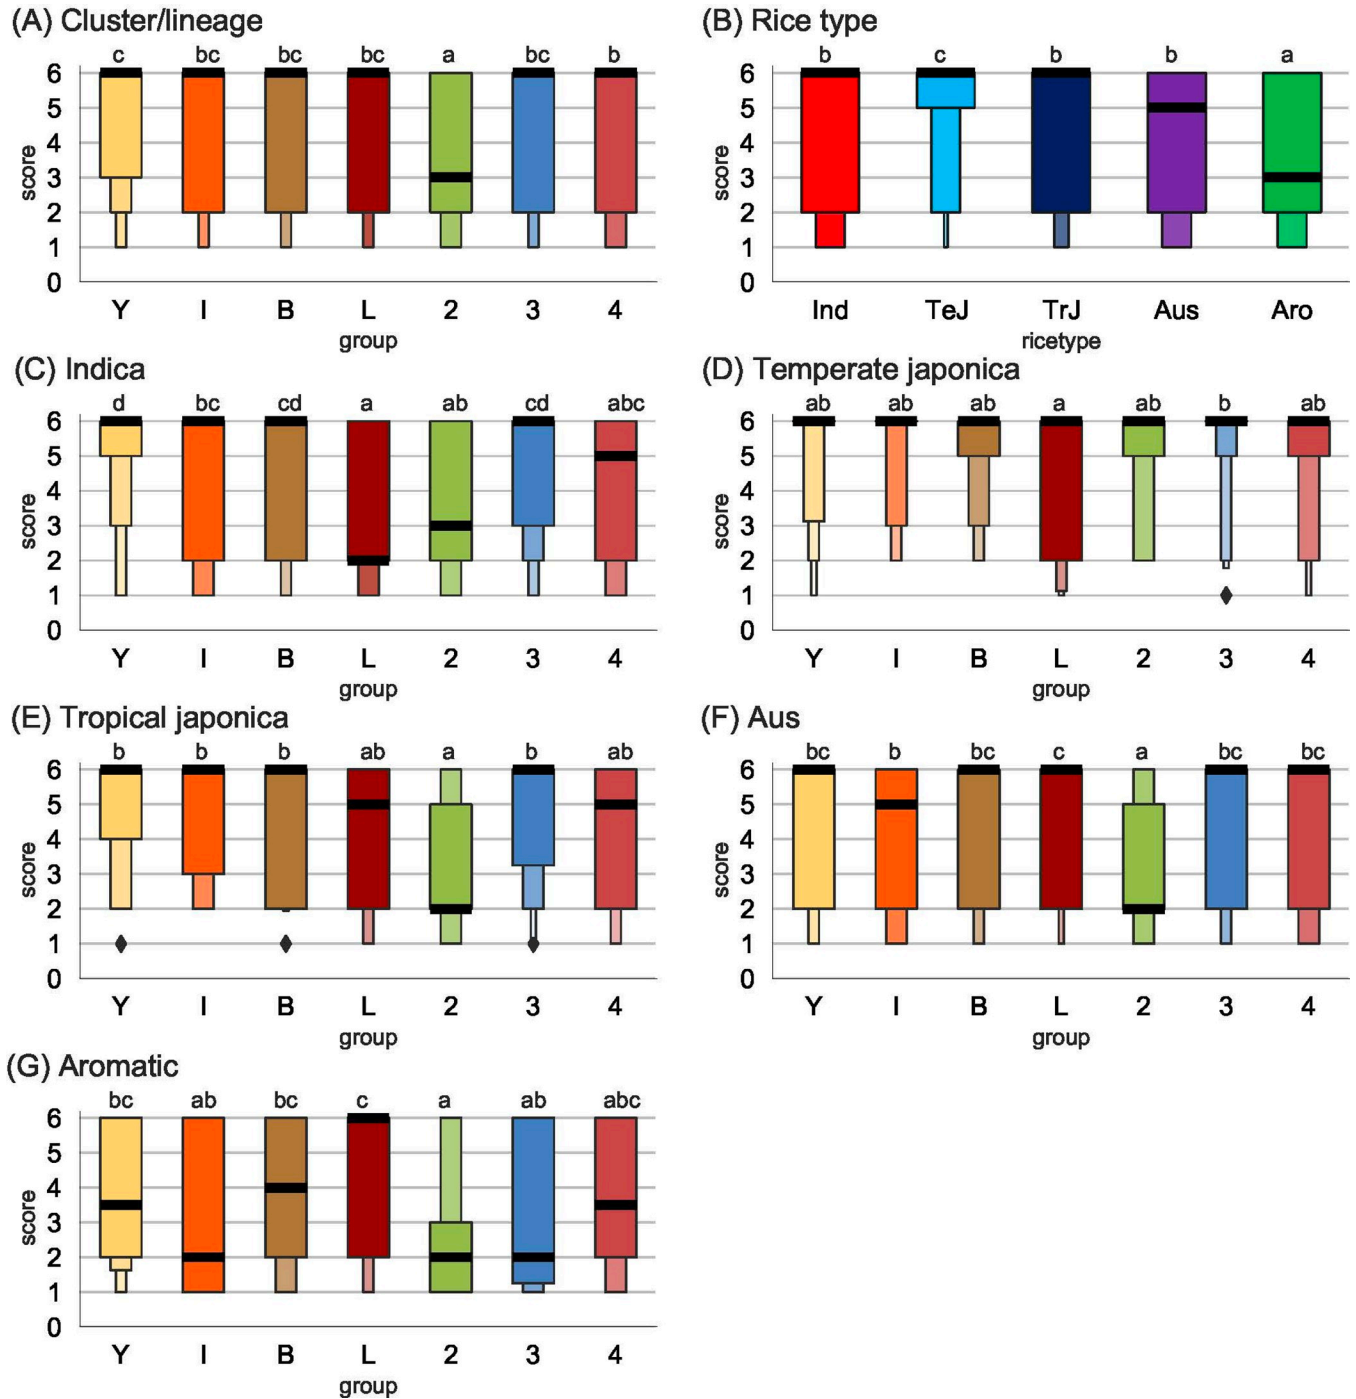 (A) Cluster/lineage
c bc bc bc a bc b
6
5
4
3
2
1
0
score
Y I B L 2 3 4
group
(B) Rice type
b c b b a
6
5
4
3
2
1
0
score
Ind TeJ TrJ Aus Aro
ricetype
(C) Indica
d bc cd a ab cd abc
6
5
4
3
2
1
0
score
Y I B L 2 3 4
group
(D) Temperate japonica
ab ab ab a ab b ab
6
5
4
3
2
1
0
score
Y I B L 2 3 4
group
(E) Tropical japonica
b b b ab a b ab
6
5
4
3
2
1
0
score
Y I B L 2 3 4
group
(F) Aus
bc b bc c a bc bc
6
5
4
3
2
1
0
score
Y I B L 2 3 4
group
(G) Aromatic
bc ab bc c a ab abc
6
5
4
3
2
1
0
score
Y I B L 2 3 4
group